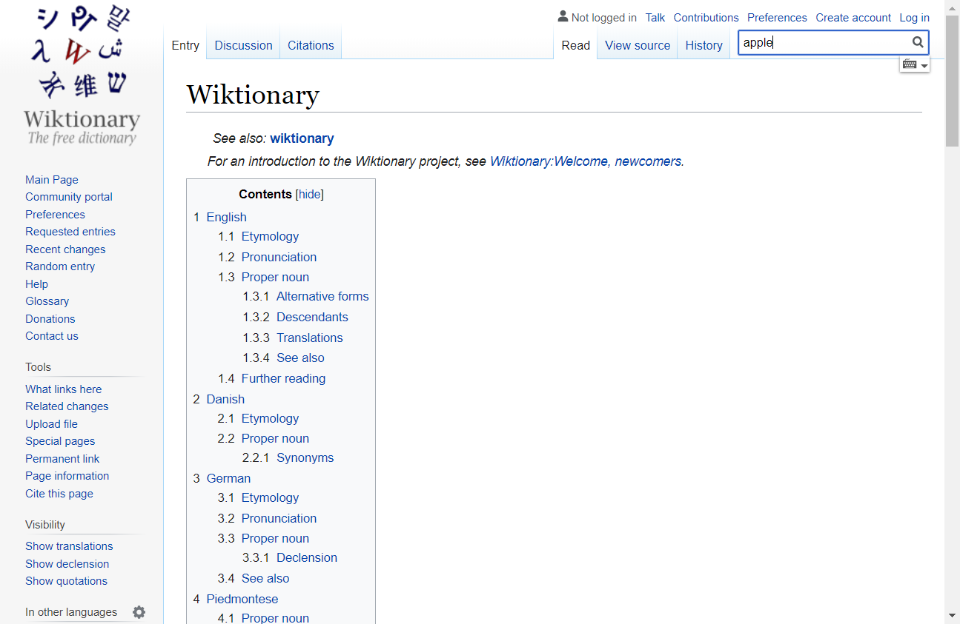 シ
வி
말
λ
W
ش
अ
维
ש
Wiktionary
The free dictionary
Main Page
Community portal
Preferences
Requested entries
Recent changes
Random entry
Help
Glossary
Donations
Contact us
Tools
What links here
Related changes
Upload file
Special pages
Permanent link
Page information
Cite this page
Visibility
Show translations
Show declension
Show quotations
In other languages
Not logged in Talk Contributions Preferences Create account Log in
Entry Discussion Citations Read View source History apple
Wiktionary
See also: wiktionary
For an introduction to the Wiktionary project, see Wiktionary:Welcome, newcomers.
Contents [hide]
1 English
1.1 Etymology
1.2 Pronunciation
1.3 Proper noun
1.3.1 Alternative forms
1.3.2 Descendants
1.3.3 Translations
1.3.4 See also
1.4 Further reading
2 Danish
2.1 Etymology
2.2 Proper noun
2.2.1 Synonyms
3 German
3.1 Etymology
3.2 Pronunciation
3.3 Proper noun
3.3.1 Declension
3.4 See also
4 Piedmontese
4.1 Proper noun